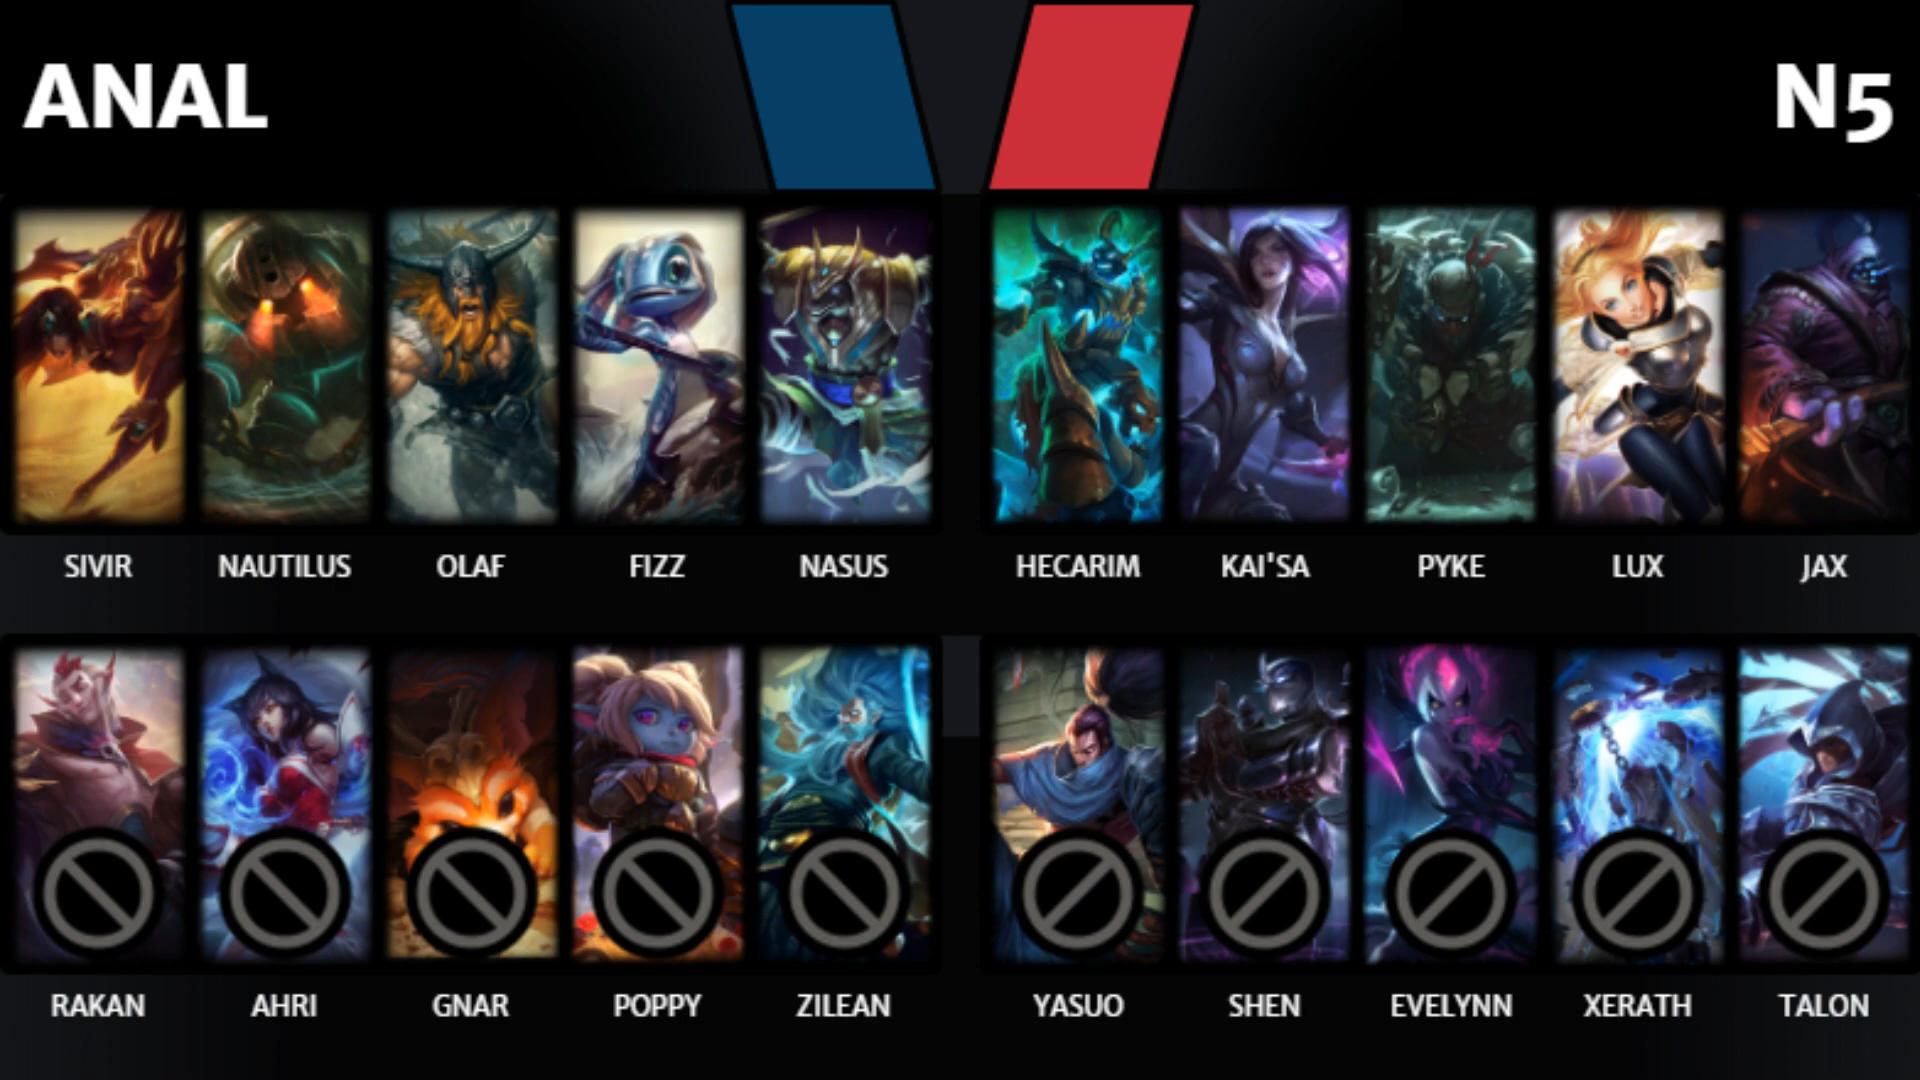 ANAL
N5
SIVIR NAUTILUS OLAF FIZZ NASUS HECARIM KAI'SA PYKE LUX JAX
RAKAN AHRI GNAR POPPY ZILEAN YASUO SHEN EVELYNN XERATH TALON